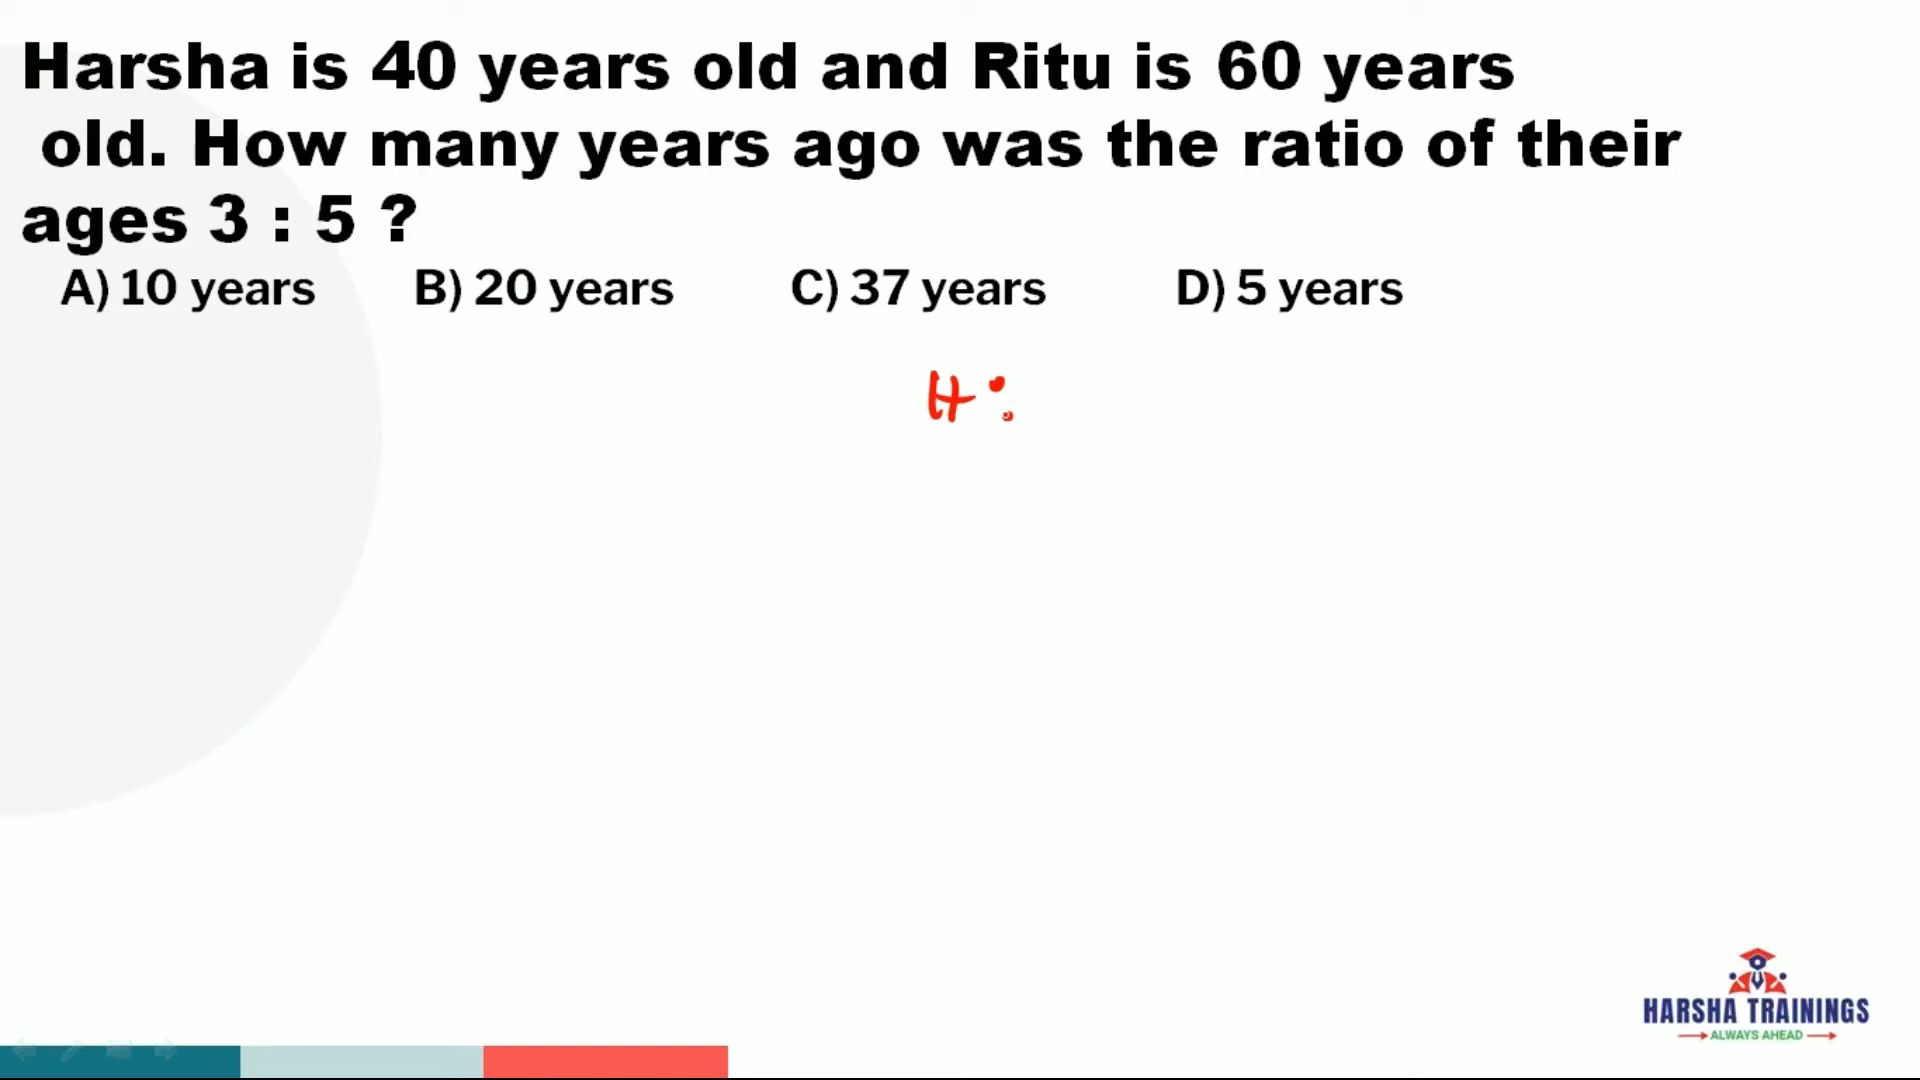 Harsha is 40 years old and Ritu is 60 years
old. How many years ago was the ratio of their
ages 3 : 5 ?
A) 10 years B) 20 years C) 37 years D) 5 years
H :
HARSHA TRAININGS
ALWAYS AHEAD